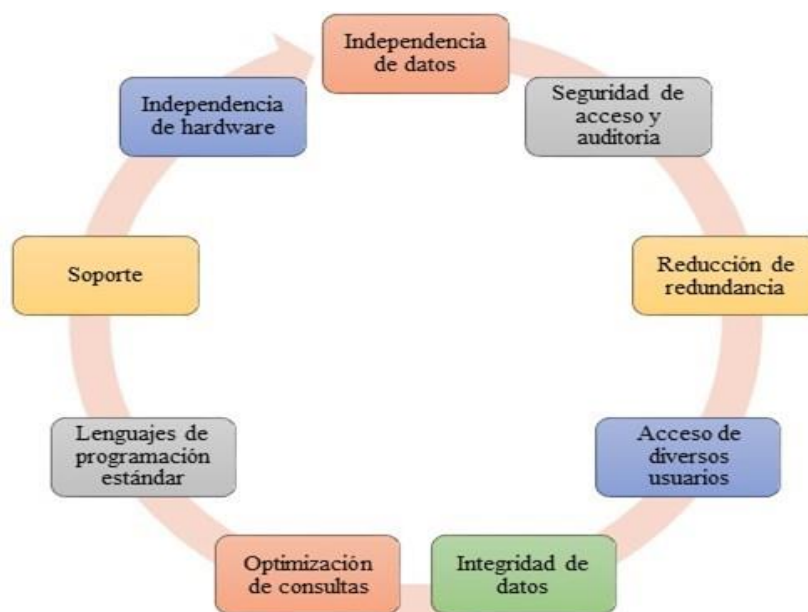 Independencia
de datos
Seguridad de
acceso y
auditoria
Reducción de
redundancia
Acceso de
diversos
usuarios
Integridad de
datos
Optimización
de consultas
Lenguajes de
programación
estándar
Soporte
Independencia
de hardware